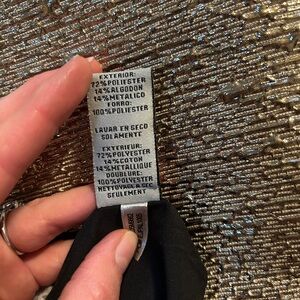 EXTERIOR:
72%POLIESTER
14%ALGODON
14%METALICO
FORRO:
100%POLIESTER
LAVAR EN SECO
SOLAMENTE
EXTERIEUR:
72%POLYESTER
14%COTON
14%METALLIQUE
DOUBLURE:
100%POLYESTER
NETTOYAGE A SEC
SEULEMENT